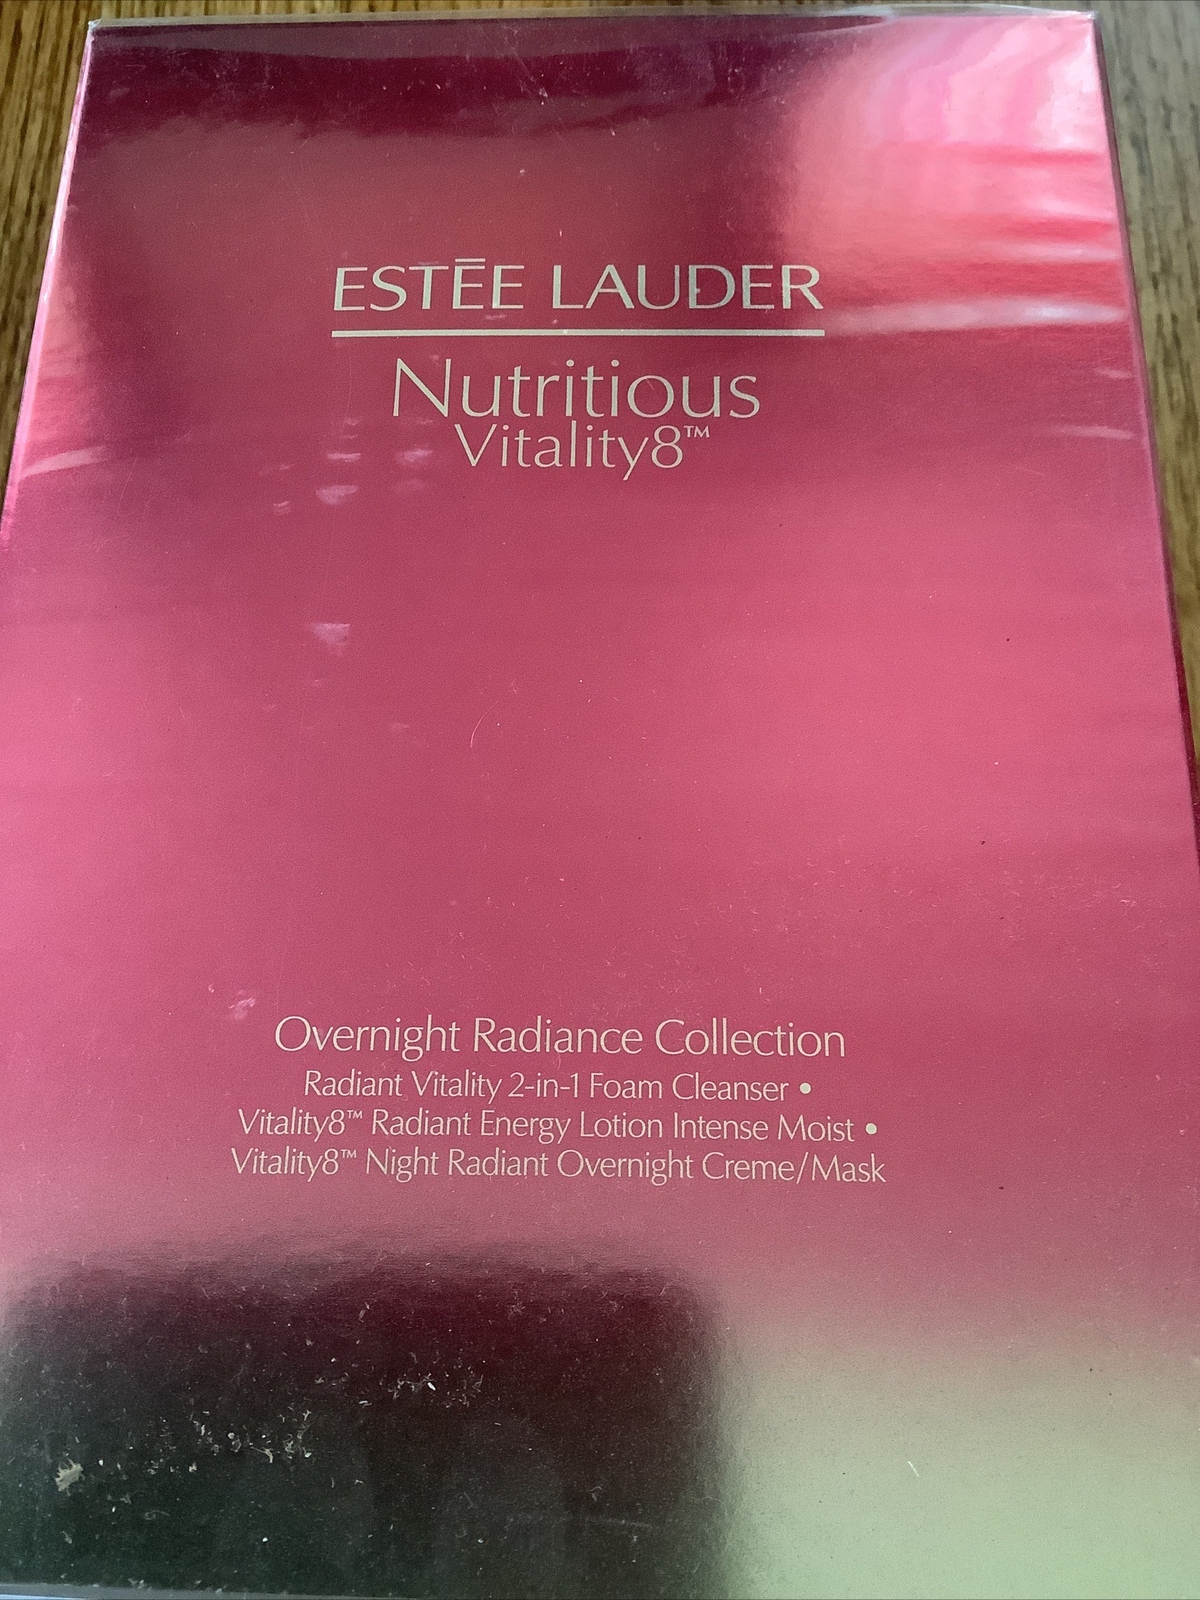 ESTĒE LAUDER
Nutritious
Vitality8™
Overnight Radiance Collection
Radiant Vitality 2-in-1 Foam Cleanser •
Vitality8™ Radiant Energy Lotion Intense Moist •
Vitality8™ Night Radiant Overnight Creme/Mask